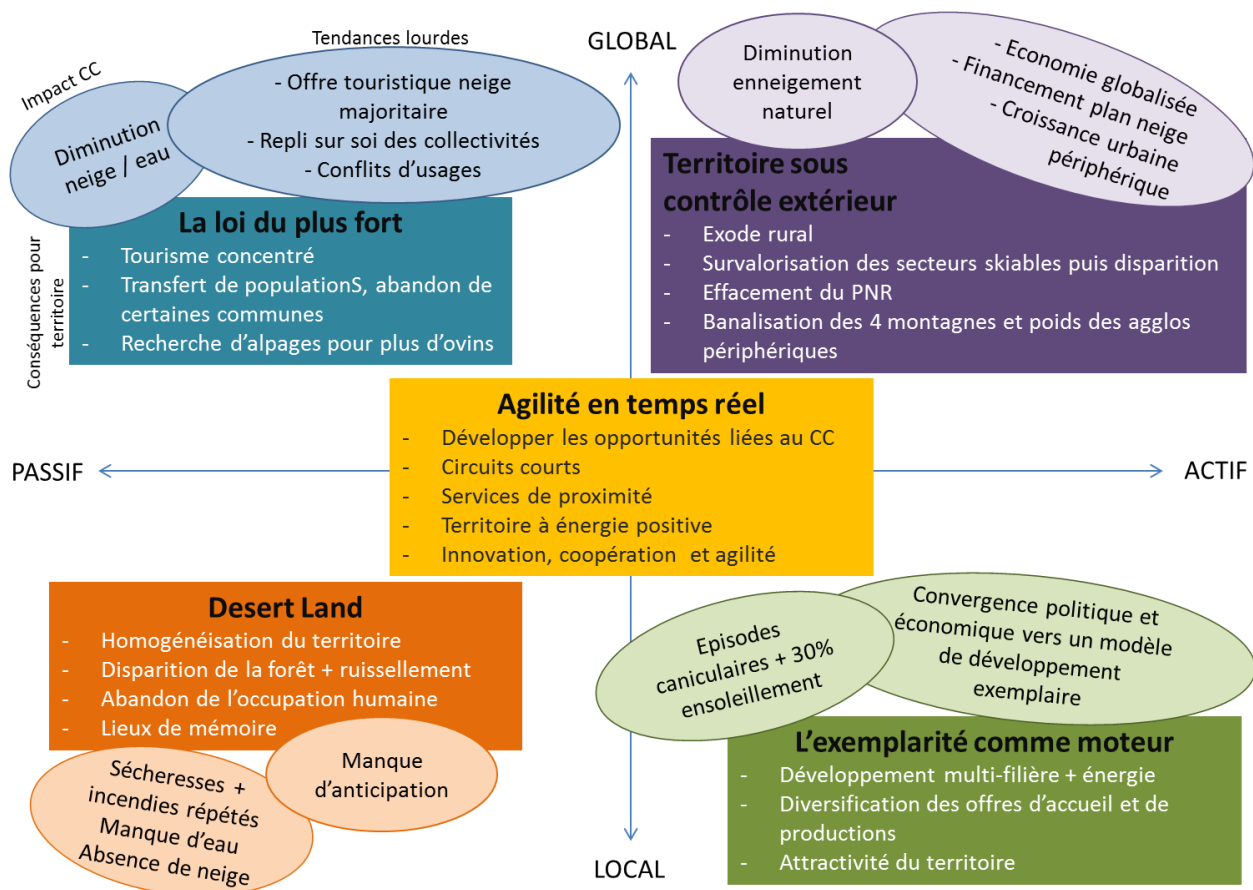 Tendances lourdes
Impact CC
Diminution
neige / eau
- Offre touristique neige
majoritaire
- Repli sur soi des collectivités
- Conflits d’usages
Conséquences pour
territoire
La loi du plus fort
- Tourisme concentré
- Transfert de populationS, abandon de
certaines communes
- Recherche d’alpages pour plus d’ovins
GLOBAL
Diminution
enneigement
naturel
- Economie globalisée
- Financement plan neige
- Croissance urbaine
périphérique
Territoire sous
contrôle extérieur
- Exode rural
- Survalorisation des secteurs skiables puis disparition
- Effacement du PNR
- Banalisation des 4 montagnes et poids des agglos
périphériques
PASSIF
Agilité en temps réel
- Développer les opportunités liées au CC
- Circuits courts
- Services de proximité
- Territoire à énergie positive
- Innovation, coopération et agilité
ACTIF
Desert Land
- Homogénéisation du territoire
- Disparition de la forêt + ruissellement
- Abandon de l’occupation humaine
- Lieux de mémoire
Sécheresses +
incendies répétés
Manque d’eau
Absence de neige
Manque
d’anticipation
Episodes
caniculaires + 30%
ensoleillement
Convergence politique et
économique vers un modèle
de développement
exemplaire
L’exemplarité comme moteur
- Développement multi-filière + énergie
- Diversification des offres d’accueil et de
productions
- Attractivité du territoire
LOCAL